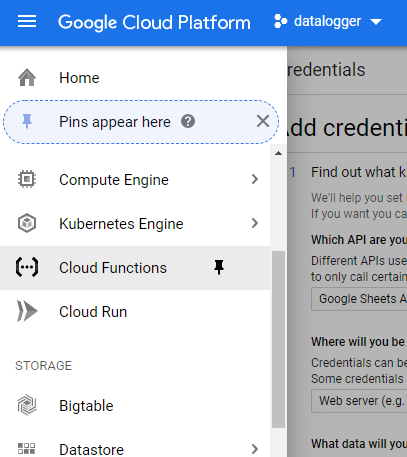 Google Cloud Platform
datalogger
Home
Pins appear here
Compute Engine
Kubernetes Engine
Cloud Functions
Cloud Run
STORAGE
Bigtable
Datastore
redentials
Add credenti
1 Find out what k
We'll help you set
If you want you ca
Which API are you
Different APIs use
to only call certain
Google Sheets A
Where will you be
Credentials can be
Some credentials
Web server (e.g.
What data will you